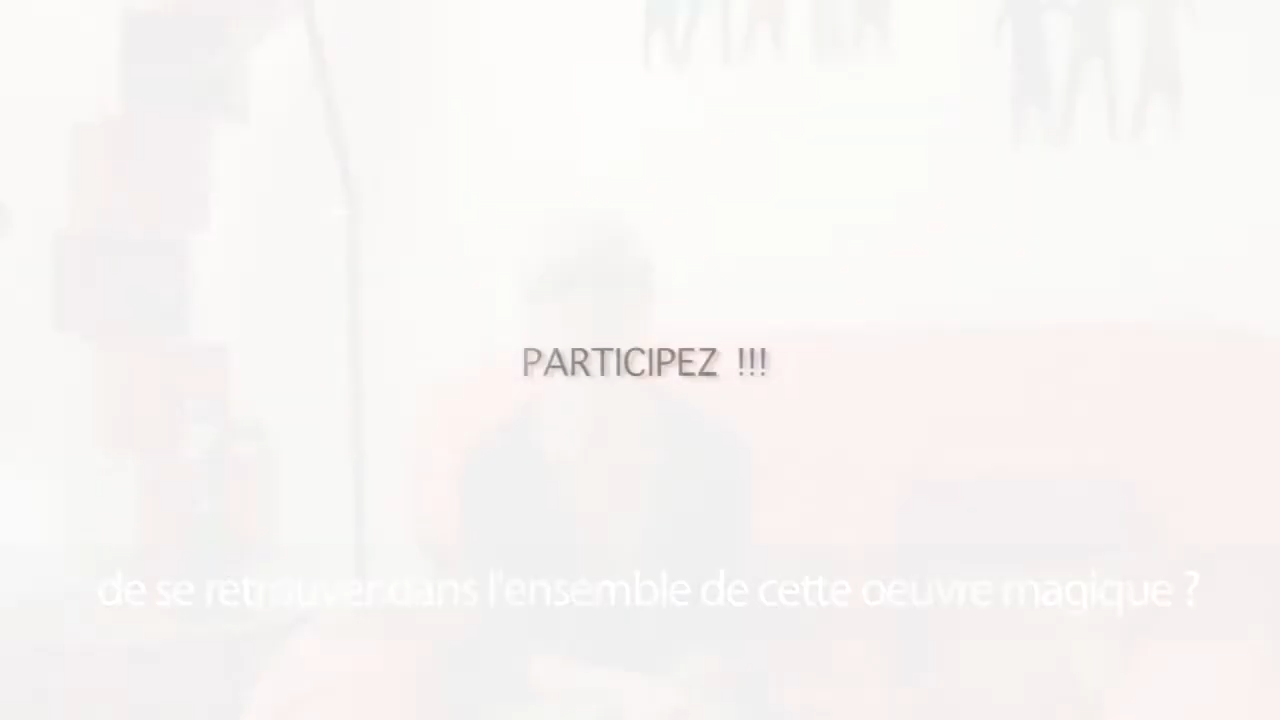 PARTICIPEZ !!!
de se retrouver dans l'ensemble de cette oeuvre magique ?